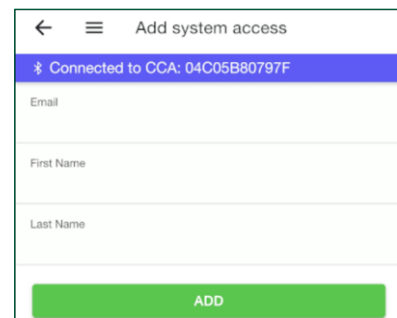 Add system access
Connected to CCA: 04C05B80797F
Email
First Name
Last Name
ADD